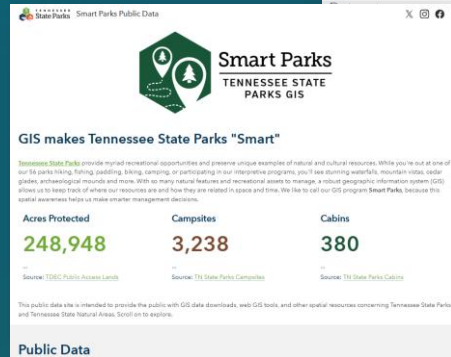 TENNESSEE
State Parks
Smart Parks Public Data
Smart Parks
TENNESSEE STATE
PARKS GIS
GIS makes Tennessee State Parks "Smart"
Tennessee State Parks provide myriad recreational opportunities and preserve unique examples of natural and cultural resources. While you're out at one of
our 56 parks hiking, fishing, paddling, biking, camping, or participating in our interpretive programs, you'll see stunning waterfalls, mountain vistas, cedar
glades, archaeological mounds and more. With so many natural features and recreational assets to manage, a robust geographic information system (GIS)
allows us to keep track of where our resources are and how they are related in space and time. We like to call our GIS program Smart Parks, because this
spatial awareness helps us make smarter management decisions.
Acres Protected Campsites Cabins
248,948 3,238 380
-- -- --
Source: TDEC Public Access Lands Source: TN State Parks Campsites Source: TN State Parks Cabins
This public data site is intended to provide the public with GIS data downloads, web GIS tools, and other spatial resources concerning Tennessee State Parks
and Tennessee State Natural Areas. Scroll on to explore.
Public Data